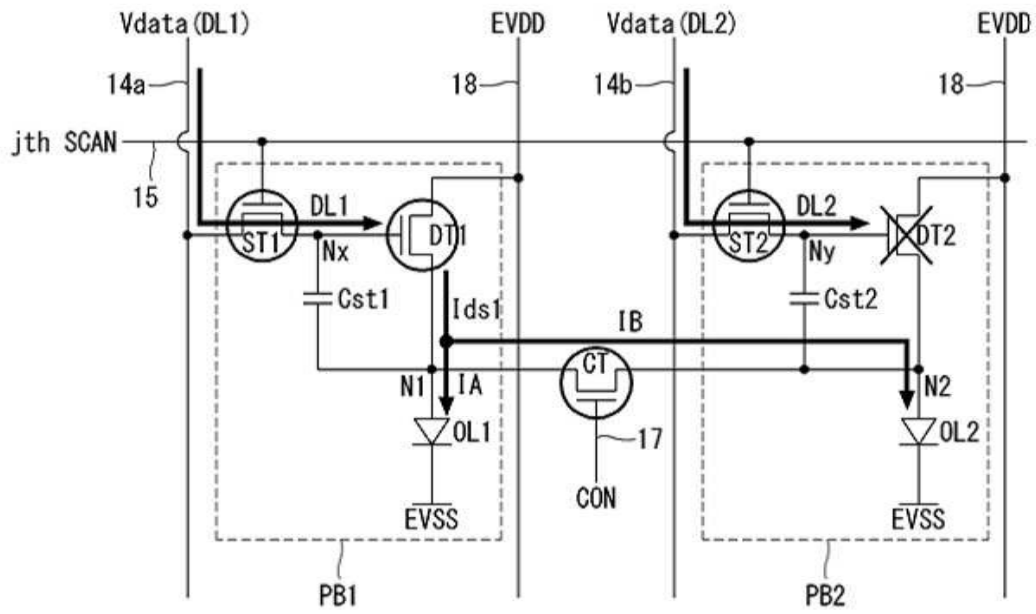 Vdata(DL1) EVDD Vdata(DL2) EVDD
14a 18 14b 18
jth SCAN
15
DL1 DL2
ST1 DT1 ST2 DT2
Nx Ny
Cst1 Ids1 Cst2
IB
CT
N1 IA N2
OL1 17 OL2
CON
EVSS EVSS
PB1 PB2